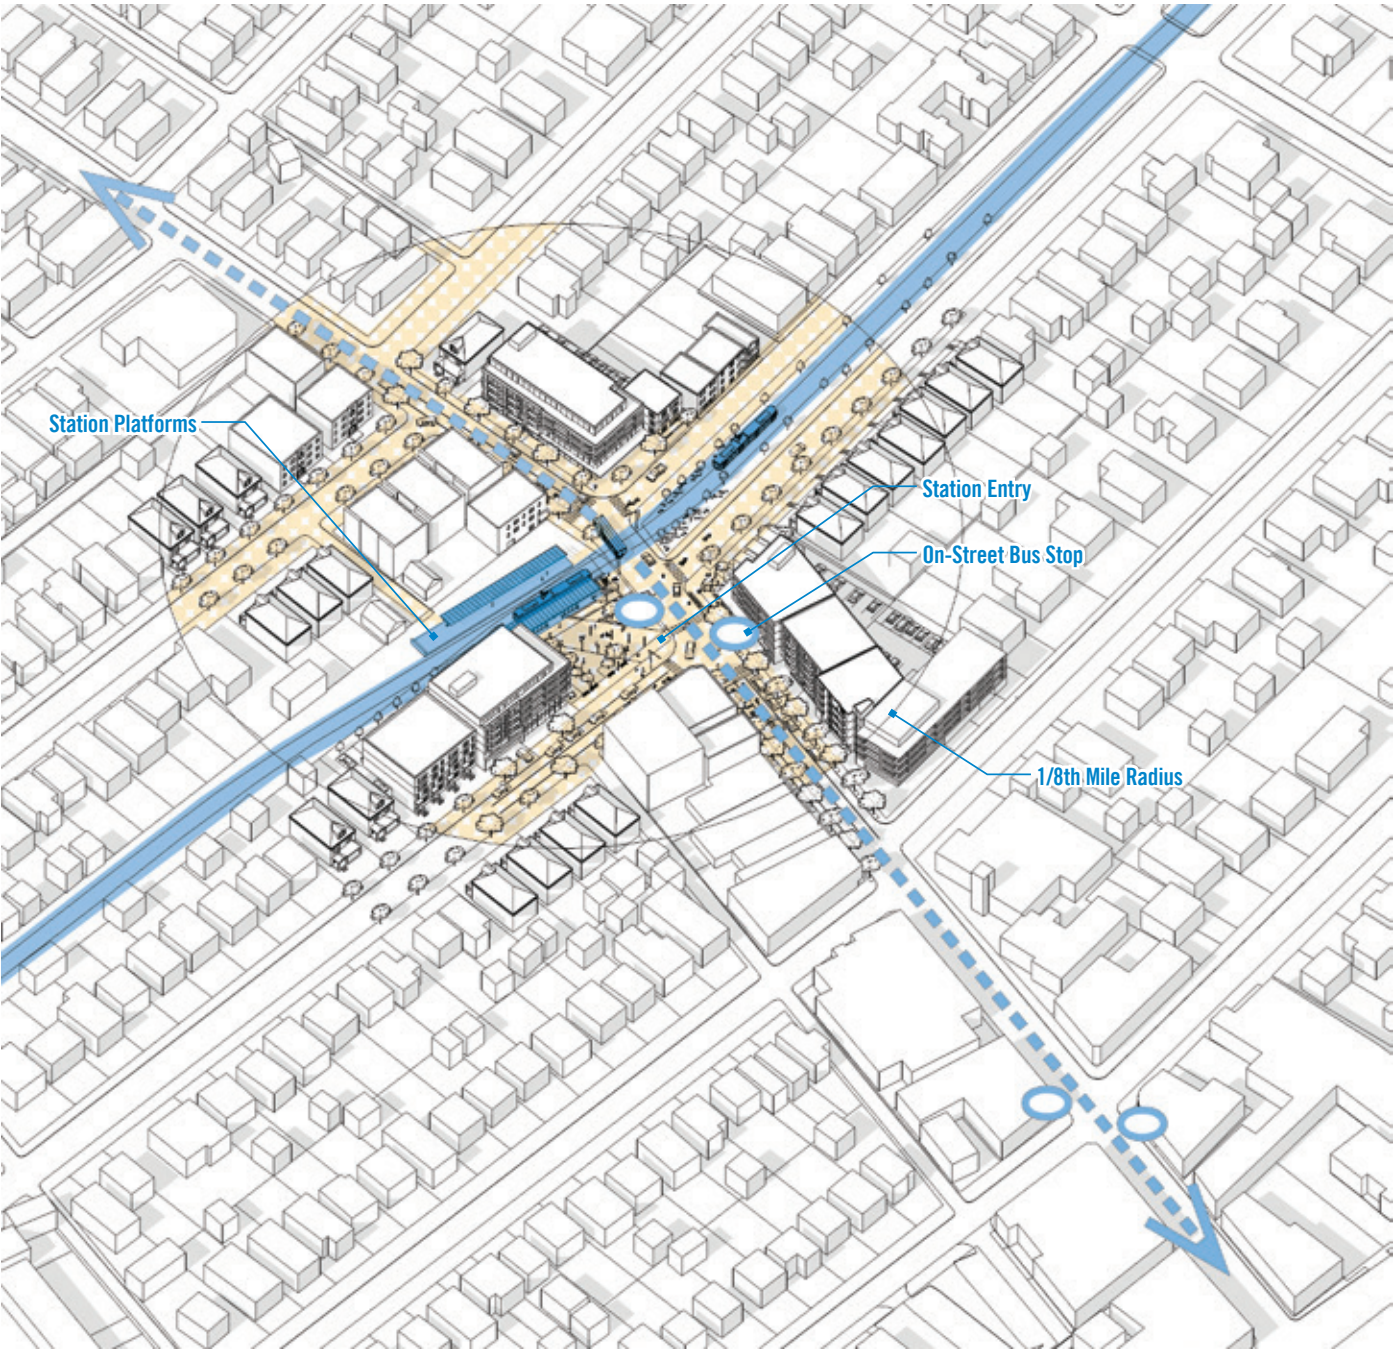 Station Platforms
Station Entry
On-Street Bus Stop
1/8th Mile Radius